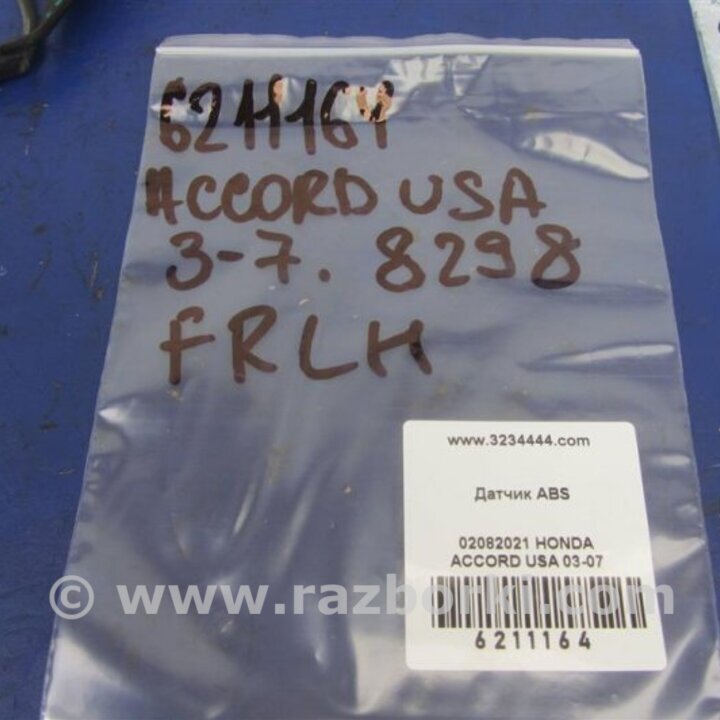 6211164
ACCORD USA
3-7. 8298
FRLH
www.3234444.com
Датчик ABS
02082021 HONDA
ACCORD USA 03-07
© www.razborki.com
6211164